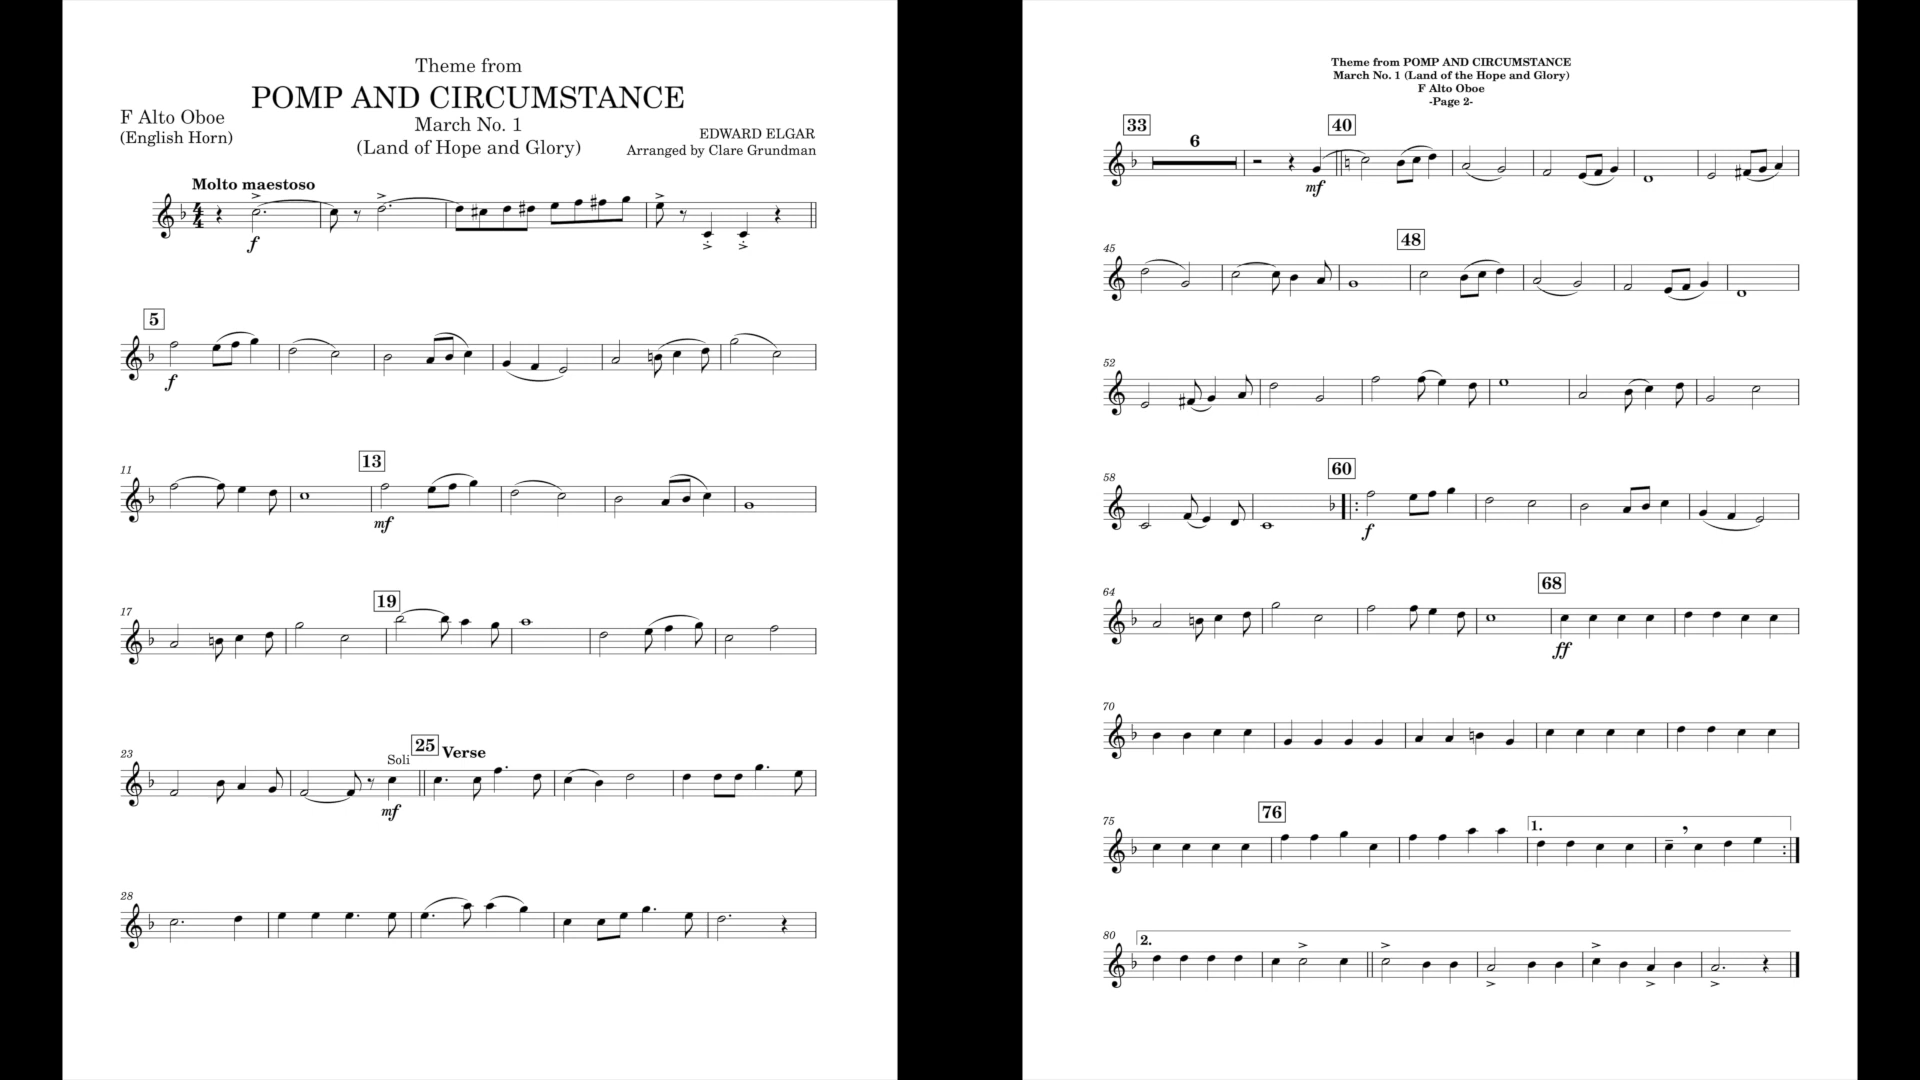 Theme from
POMP AND CIRCUMSTANCE
March No. 1
(Land of Hope and Glory)
F Alto Oboe
(English Horn)
EDWARD ELGAR
Arranged by Clare Grundman
Molto maestoso
f
5
f
11
13
mf
17
19
23
Soli
25 Verse
mf
28
Theme from POMP AND CIRCUMSTANCE
March No. 1 (Land of the Hope and Glory)
F Alto Oboe
-Page 2-
33
6
40
mf
45
48
52
58
60
f
64
68
ff
70
75
76
1.
80
2.